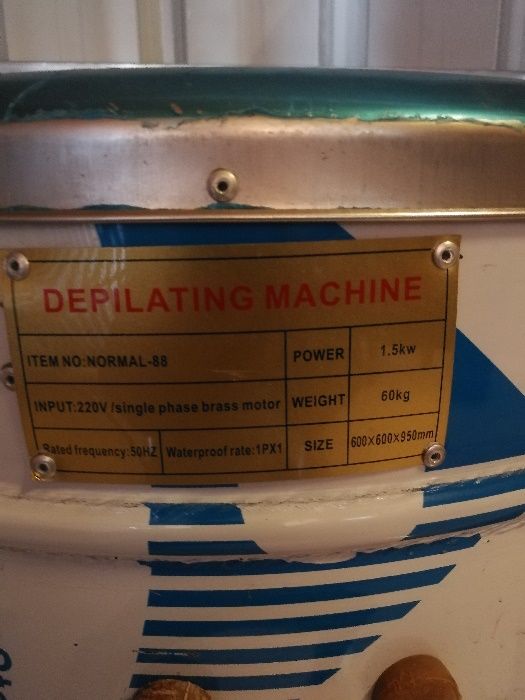 DEPILATING MACHINE
ITEM NO:NORMAL-88 POWER 1.5kw
INPUT:220V/single phase brass motor WEIGHT 60kg
Rated frequency:50HZ Waterproof rate:1PX1 SIZE 600×600×950mm